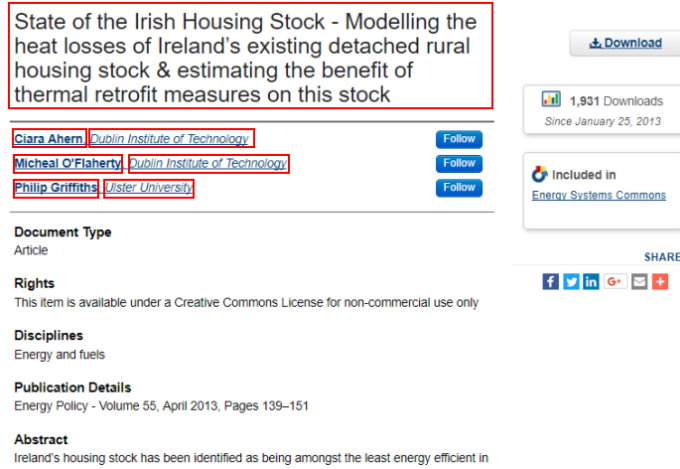 State of the Irish Housing Stock - Modelling the
heat losses of Ireland's existing detached rural
housing stock & estimating the benefit of
thermal retrofit measures on this stock
Ciara Ahern, Dublin Institute of Technology
Follow
Micheal O'Flaherty, Dublin Institute of Technology
Follow
Philip Griffiths, Ulster University
Follow
Document Type
Article
Rights
This item is available under a Creative Commons License for non-commercial use only
Disciplines
Energy and fuels
Publication Details
Energy Policy - Volume 55, April 2013, Pages 139–151
Abstract
Ireland's housing stock has been identified as being amongst the least energy efficient in
Download
1,931 Downloads
Since January 25, 2013
Included in
Energy Systems Commons
SHARE
f
in
G+